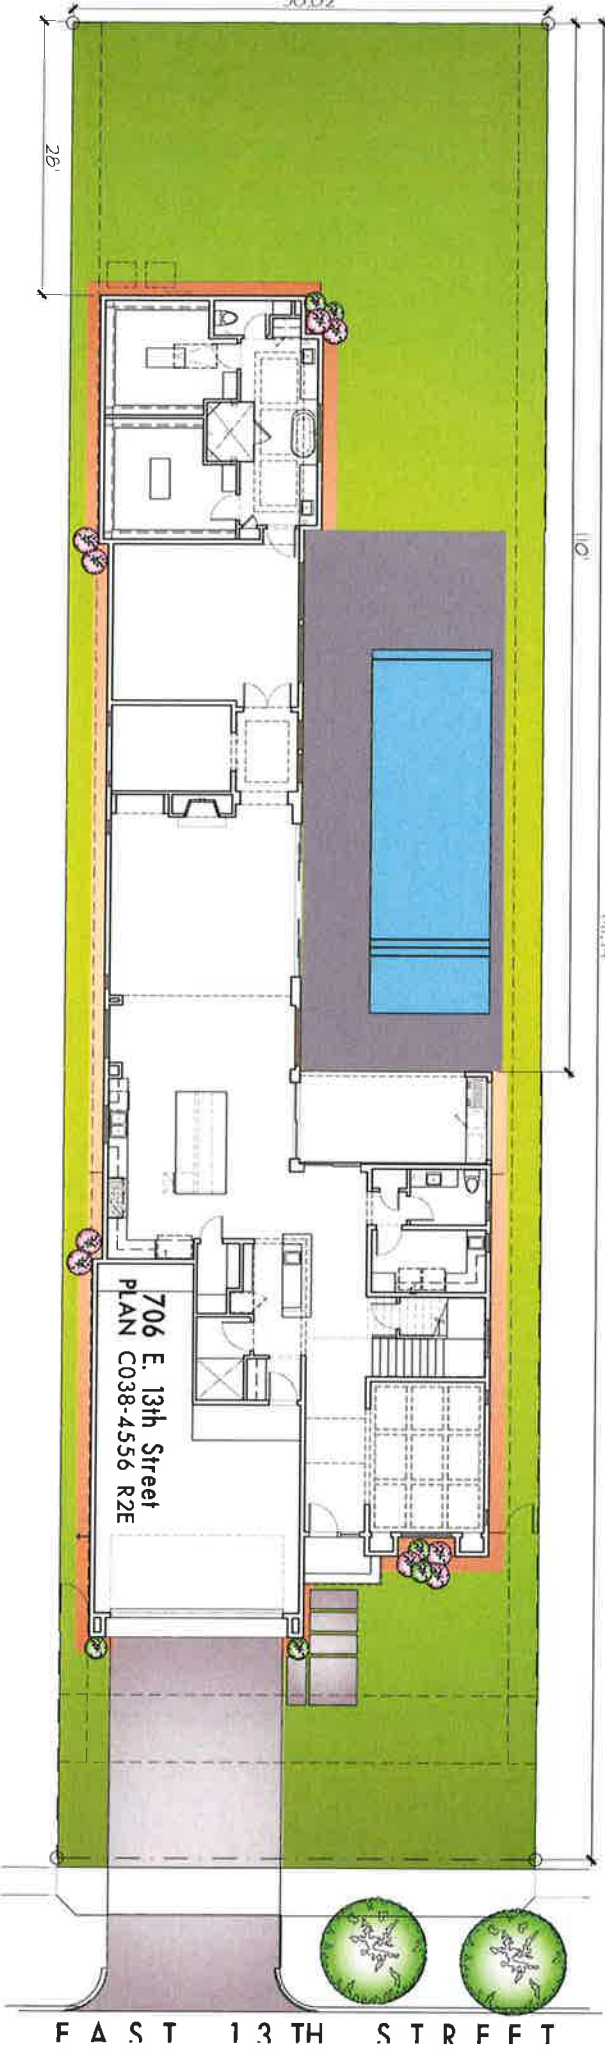 28'
110'
706 E. 13th Street
PLAN C038-4556 R2E
EAST 13TH STREET